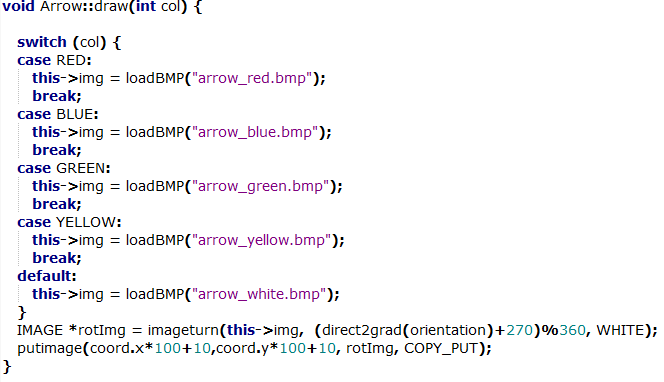 void Arrow::draw(int col) {

  switch (col) {
  case RED:
    this->img = loadBMP("arrow_red.bmp");
    break;
  case BLUE:
    this->img = loadBMP("arrow_blue.bmp");
    break;
  case GREEN:
    this->img = loadBMP("arrow_green.bmp");
    break;
  case YELLOW:
    this->img = loadBMP("arrow_yellow.bmp");
    break;
  default:
    this->img = loadBMP("arrow_white.bmp");
  }
  IMAGE *rotImg = imageturn(this->img,  (direct2grad(orientation)+270)%360, WHITE);
  putimage(coord.x*100+10,coord.y*100+10, rotImg, COPY_PUT);
}